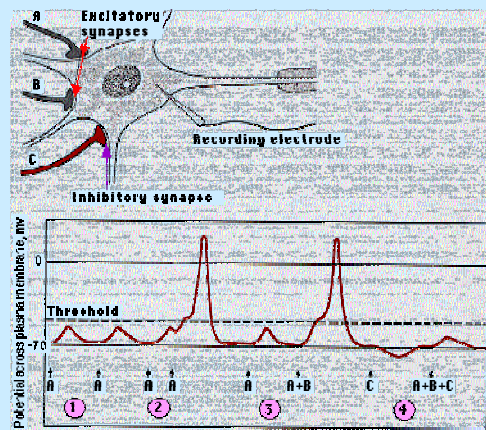 A
Excitatory
synapses
B
C
Recording electrode
Inhibitory synapse
Potential across plasma membrane, mv
0
Threshold
-70
A A A A A A+B C A+B+C
1 2 3 4